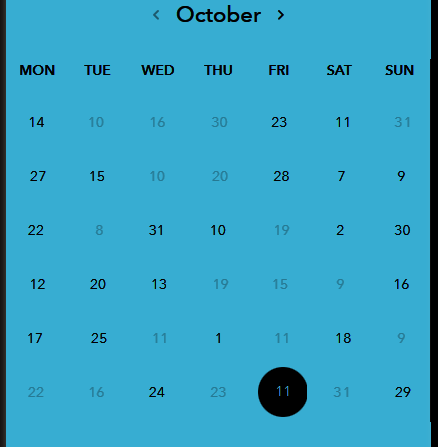 ‹ October ›
MON TUE WED THU FRI SAT SUN
14 10 16 30 23 11 31
27 15 10 20 28 7 9
22 8 31 10 19 2 30
12 20 13 19 15 9 16
17 25 11 1 11 18 9
22 16 24 23 11 31 29